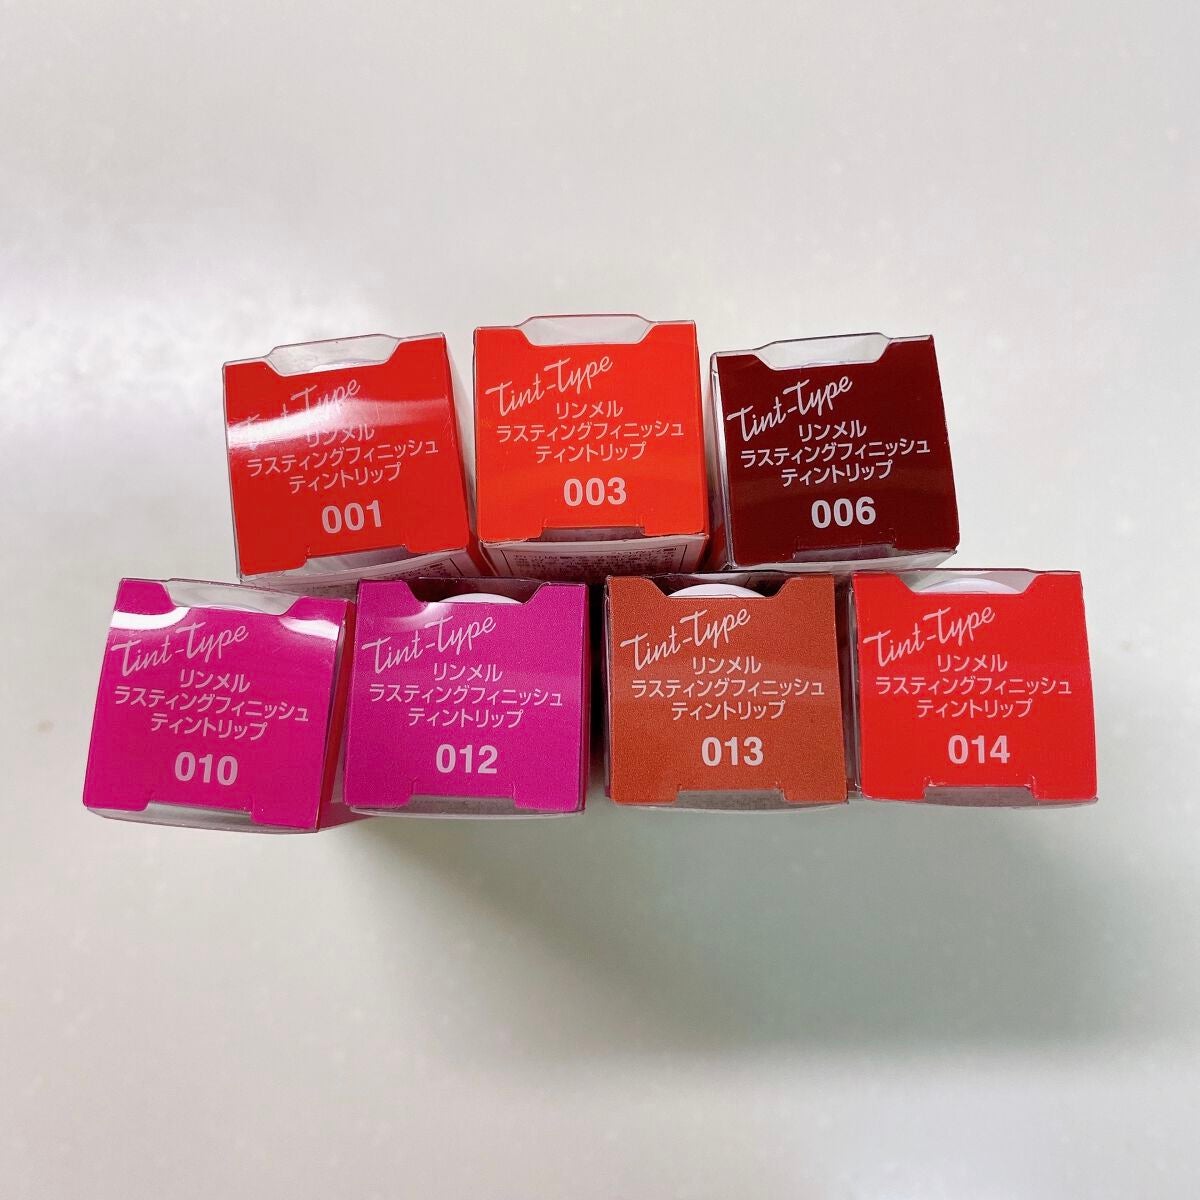 Tint-Type
リンメル
ラスティングフィニッシュ
ティントリップ
001
Tint-Type
リンメル
ラスティングフィニッシュ
ティントリップ
003
Tint-Type
リンメル
ラスティングフィニッシュ
ティントリップ
006
Tint-Type
リンメル
ラスティングフィニッシュ
ティントリップ
010
Tint-Type
リンメル
ラスティングフィニッシュ
ティントリップ
012
Tint-Type
リンメル
ラスティングフィニッシュ
ティントリップ
013
Tint-Type
リンメル
ラスティングフィニッシュ
ティントリップ
014